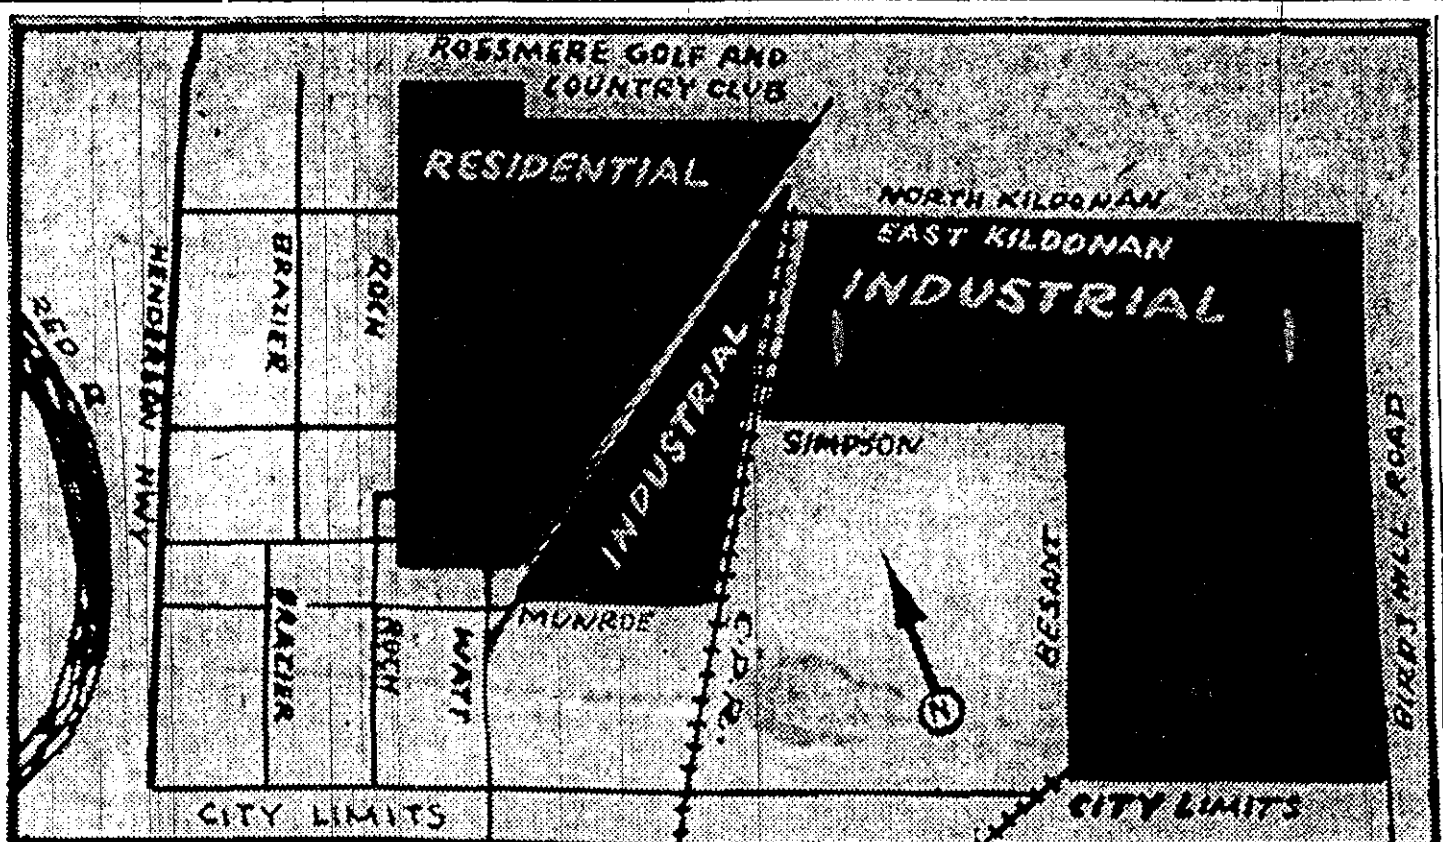 ROSSMERE GOLF AND
COUNTRY CLUB
RESIDENTIAL
NORTH KILDONAN
EAST KILDONAN
INDUSTRIAL
INDUSTRIAL
HENDERSON HWY
BRAZIER
ROCH
RED R.
SIMPSON
MUNROE
BRAZIER
ROCH
WATT
C.P.R.
BESANT
N
BIRDS HILL ROAD
CITY LIMITS
CITY LIMITS